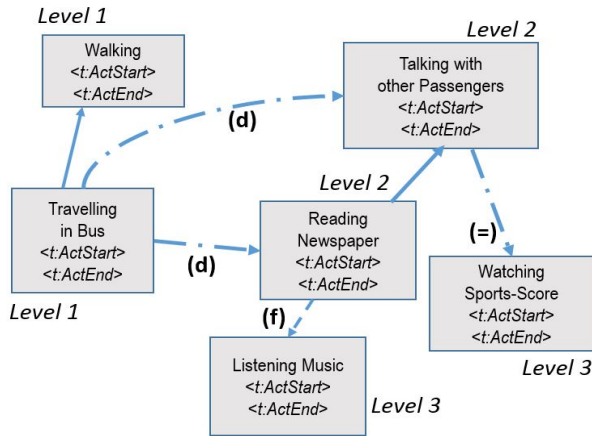 Level 1
Walking
<t:ActStart>
<t:ActEnd>
Level 2
Talking with
other Passengers
<t:ActStart>
<t:ActEnd>
(d)
Level 2
Travelling
in Bus
<t:ActStart>
<t:ActEnd>
Level 1
(d)
Reading
Newspaper
<t:ActStart>
<t:ActEnd>
(=)
Watching
Sports-Score
<t:ActStart>
<t:ActEnd>
Level 3
(f)
Listening Music
<t:ActStart>
<t:ActEnd>
Level 3